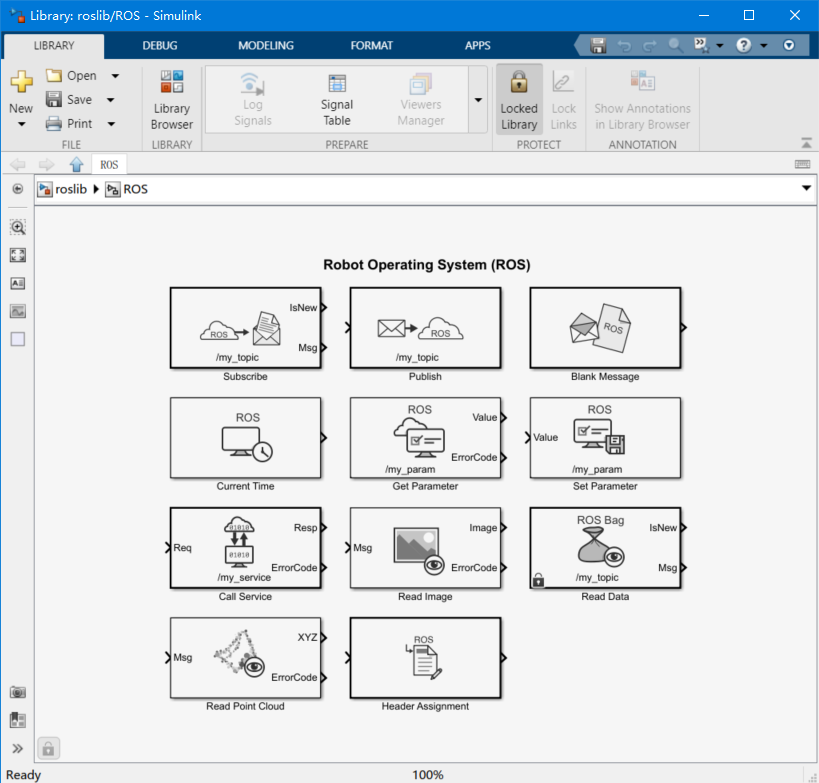 Library: roslib/ROS - Simulink
LIBRARY DEBUG MODELING FORMAT APPS
New
Open
Save
Print
FILE
Library
Browser
LIBRARY
Log
Signals
Signal
Table
Viewers
Manager
PREPARE
Locked
Library
Lock
Links
PROTECT
Show Annotations
in Library Browser
ANNOTATION
ROS
roslib ROS
Robot Operating System (ROS)
ROS
IsNew
Msg
/my_topic
Subscribe
ROS
/my_topic
Publish
ROS
Blank Message
ROS
Current Time
ROS
Value
ErrorCode
/my_param
Get Parameter
ROS
Value
/my_param
Set Parameter
01010
01010
Req
Resp
ErrorCode
/my_service
Call Service
Msg
Image
ErrorCode
Read Image
ROS Bag
IsNew
Msg
/my_topic
Read Data
Msg
XYZ
ErrorCode
Read Point Cloud
ROS
Header Assignment
Ready 100%